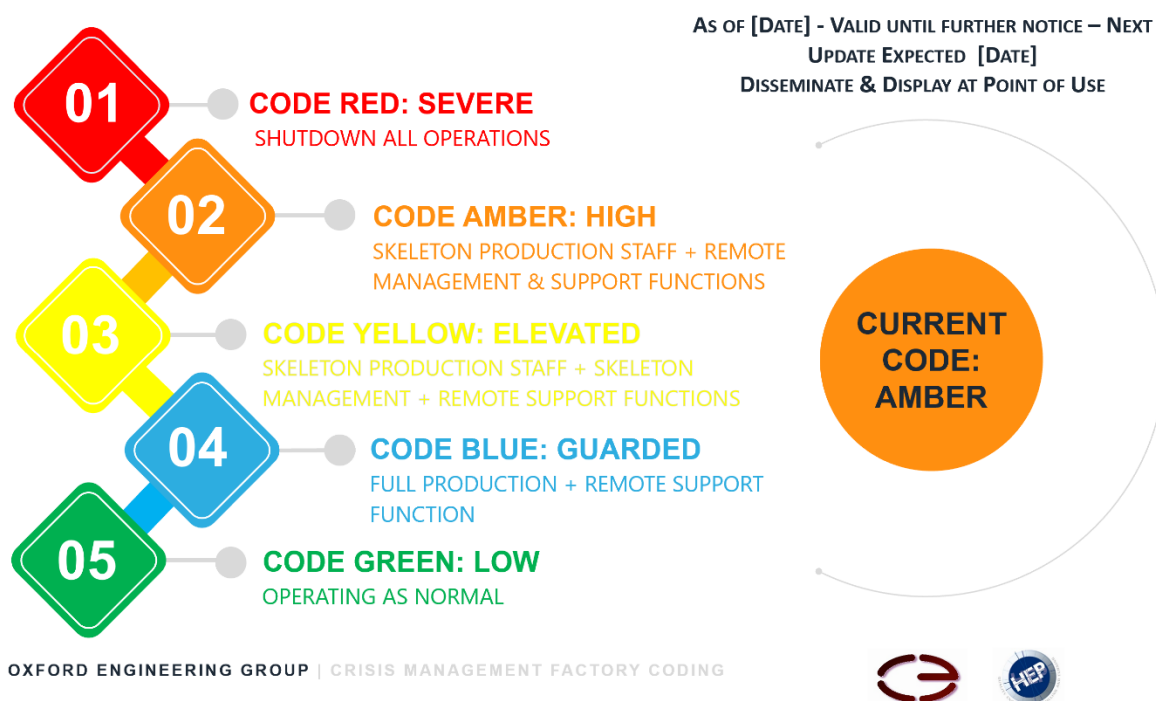 As of [Date] - Valid until further notice – Next
Update Expected [Date]
Disseminate & Display at Point of Use
01
CODE RED: SEVERE
SHUTDOWN ALL OPERATIONS
02
CODE AMBER: HIGH
SKELETON PRODUCTION STAFF + REMOTE
MANAGEMENT & SUPPORT FUNCTIONS
03
CODE YELLOW: ELEVATED
SKELETON PRODUCTION STAFF + SKELETON
MANAGEMENT + REMOTE SUPPORT FUNCTIONS
04
CODE BLUE: GUARDED
FULL PRODUCTION + REMOTE SUPPORT
FUNCTION
05
CODE GREEN: LOW
OPERATING AS NORMAL
CURRENT
CODE:
AMBER
OXFORD ENGINEERING GROUP | CRISIS MANAGEMENT FACTORY CODING
HEP